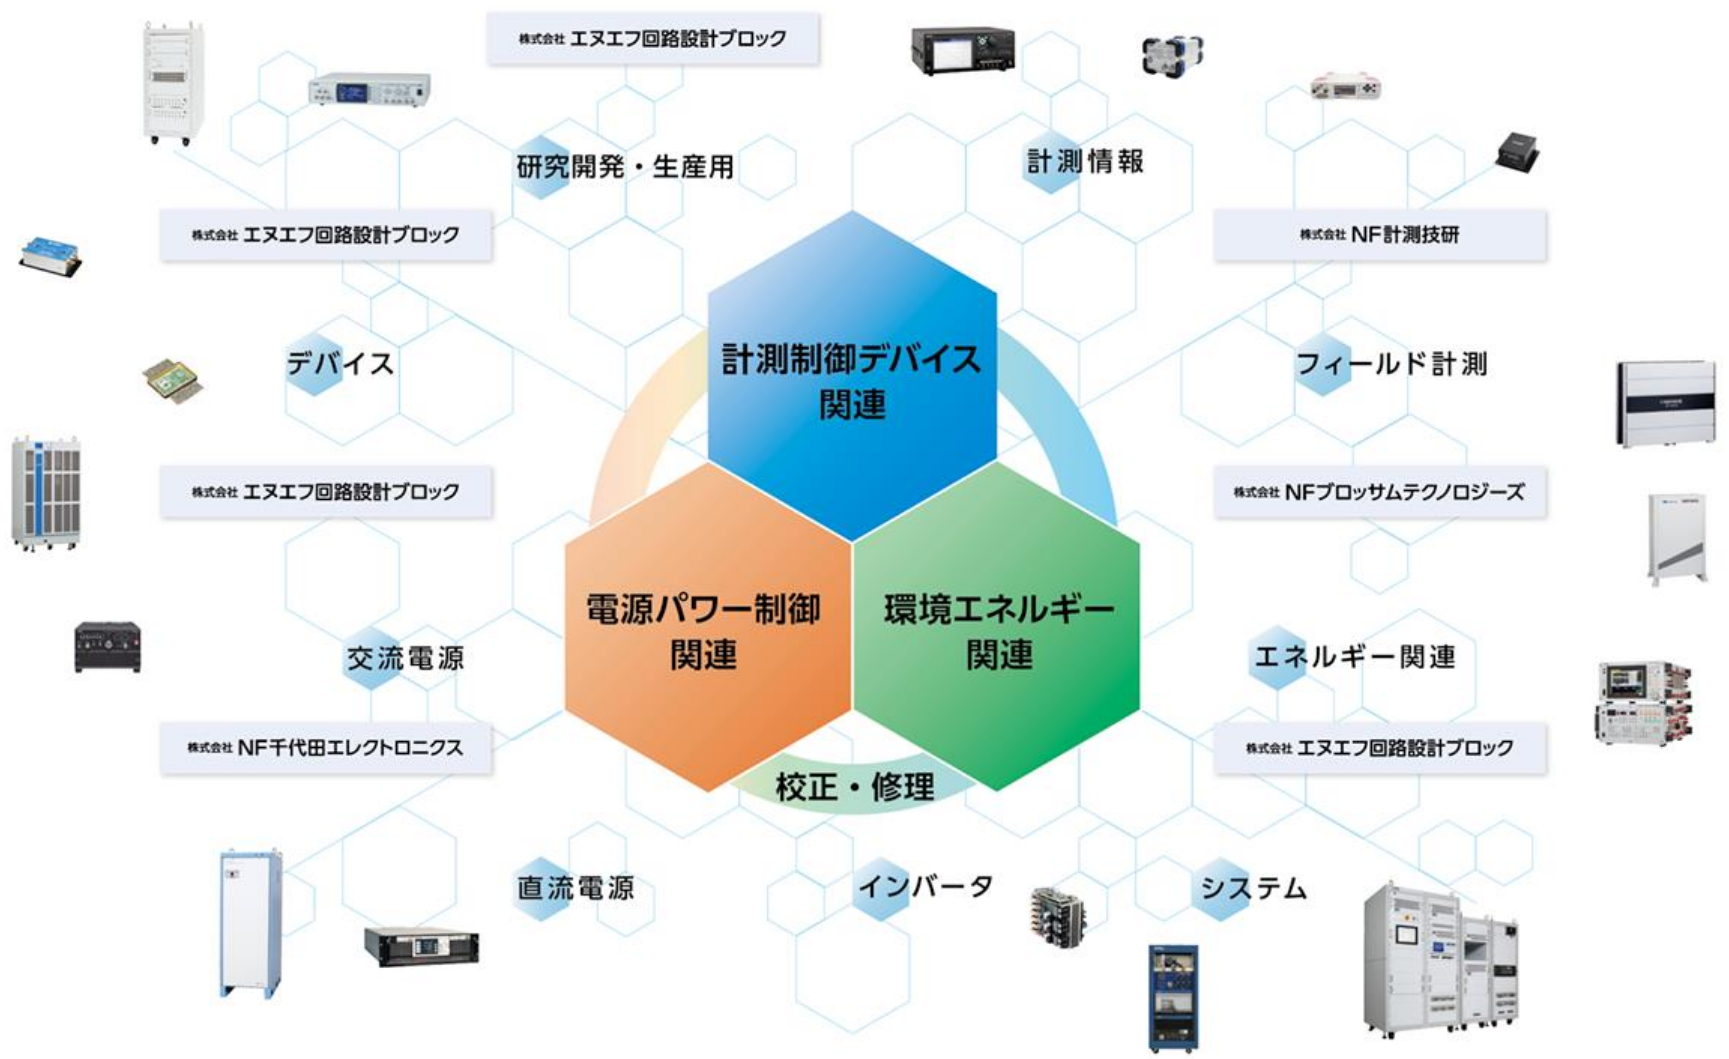 株式会社 エヌエフ回路設計ブロック
研究開発・生産用
計測情報
株式会社 エヌエフ回路設計ブロック
株式会社 NF計測技研
デバイス
計測制御デバイス
関連
フィールド計測
株式会社 エヌエフ回路設計ブロック
株式会社 NFブロッサムテクノロジーズ
電源パワー制御
関連
環境エネルギー
関連
交流電源
エネルギー関連
株式会社 NF千代田エレクトロニクス
株式会社 エヌエフ回路設計ブロック
校正・修理
直流電源
インバータ
システム